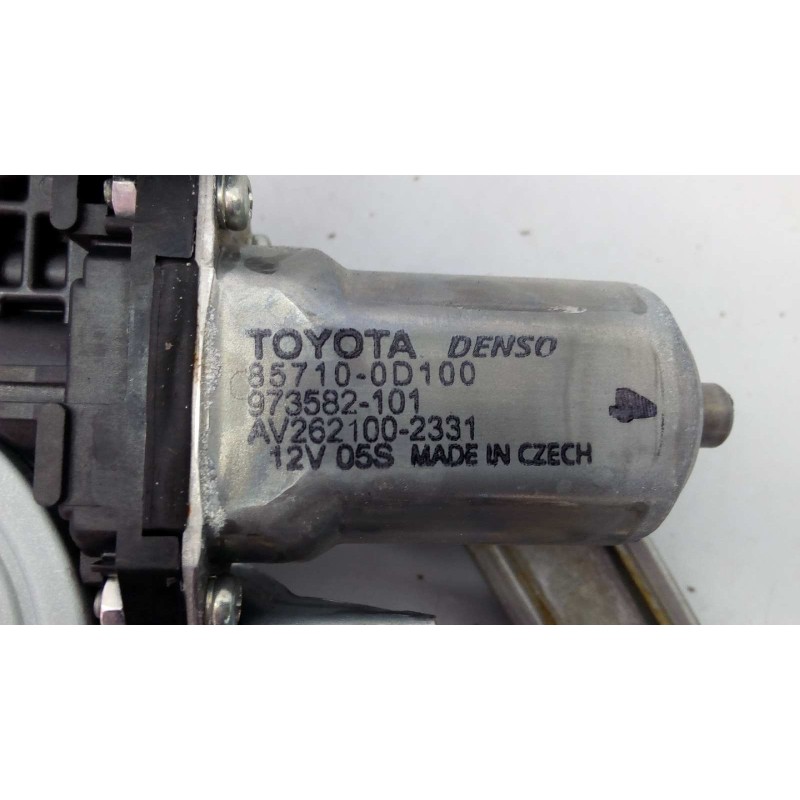 TOYOTA DENSO
85710-0D100
973582-101
AV262100-2331
12V 05S MADE IN CZECH